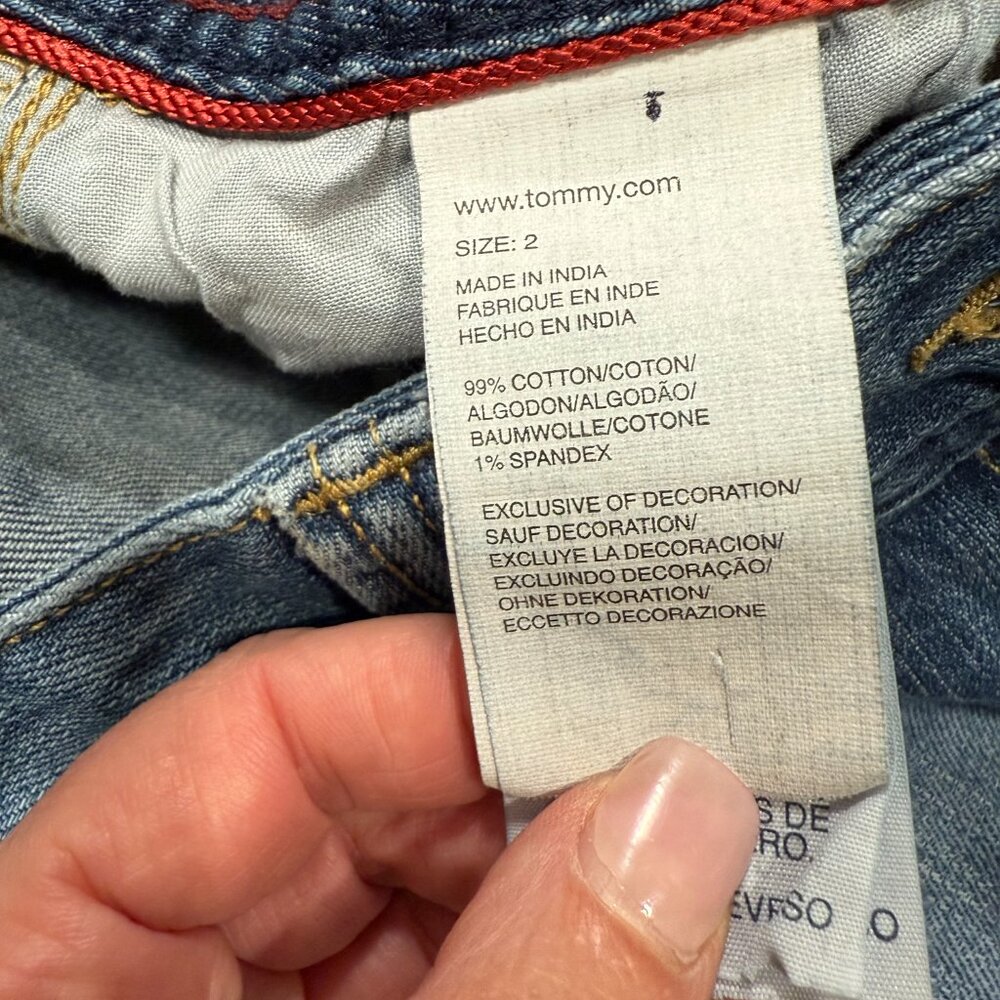 www.tommy.com
SIZE: 2
MADE IN INDIA
FABRIQUE EN INDE
HECHO EN INDIA
99% COTTON/COTON/
ALGODON/ALGODÃO/
BAUMWOLLE/COTONE
1% SPANDEX
EXCLUSIVE OF DECORATION/
SAUF DECORATION/
EXCLUYE LA DECORACION/
EXCLUINDO DECORAÇÃO/
OHNE DEKORATION/
ECCETTO DECORAZIONE
DE